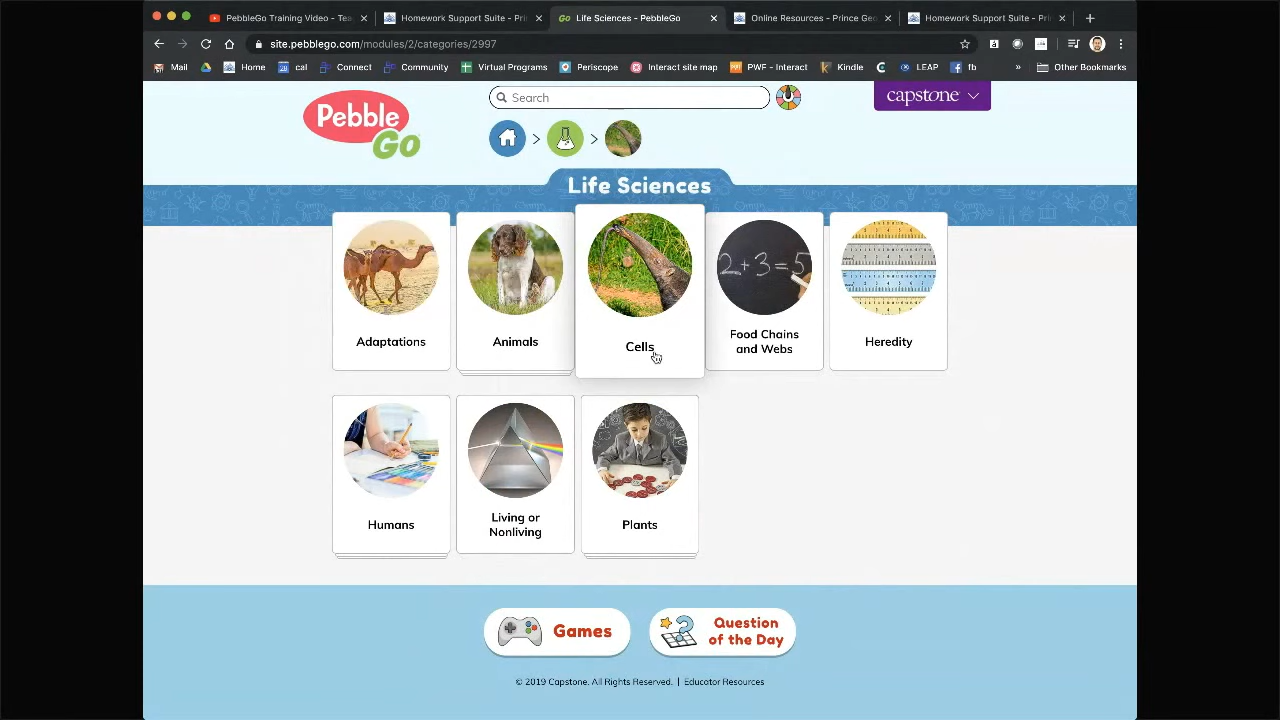 PebbleGo Training Video - Tea
Homework Support Suite - Pri
Life Sciences - PebbleGo
Online Resources - Prince Geo
Homework Support Suite - Pri
site.pebblego.com/modules/2/categories/2997
Mail
Home
cal
Connect
Community
Virtual Programs
Periscope
Interact site map
PWF - Interact
Kindle
LEAP
fb
Other Bookmarks
Pebble
Go
Search
capstone
Life Sciences
Adaptations
Animals
Cells
2+3=5
Food Chains
and Webs
Heredity
Humans
Living or
Nonliving
Plants
Games
Question
of the Day
© 2019 Capstone. All Rights Reserved. | Educator Resources